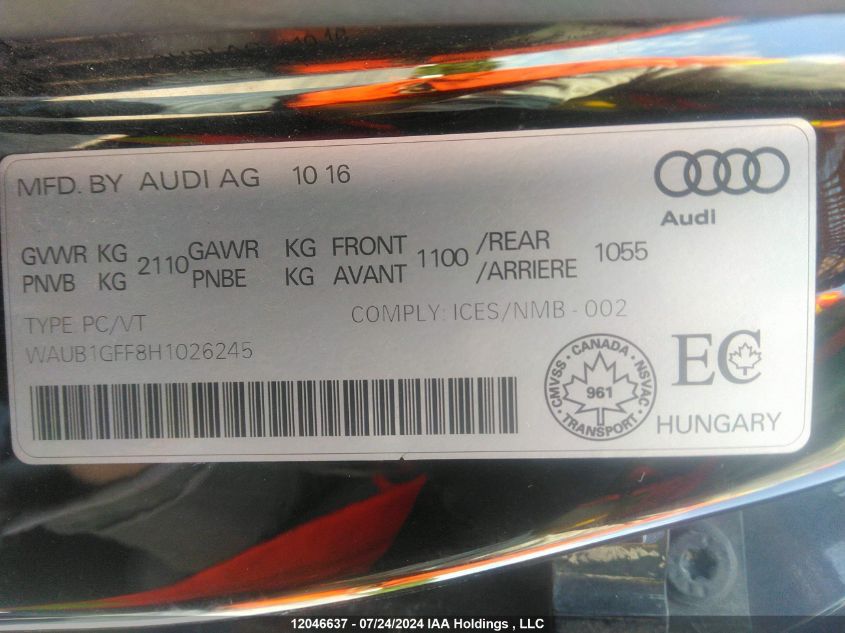 MFD. BY AUDI AG 10 16
Audi
GVWR KG 2110 GAWR KG FRONT 1100 /REAR 1055
PNVB KG PNBE KG AVANT /ARRIERE
TYPE: PC/VT COMPLY: ICES/NMB - 002
WAUB1GFF8H1026245
CMVSS · CANADA · NSVAC
961
TRANSPORT
EC
HUNGARY
12046637 - 07/24/2024 IAA Holdings , LLC